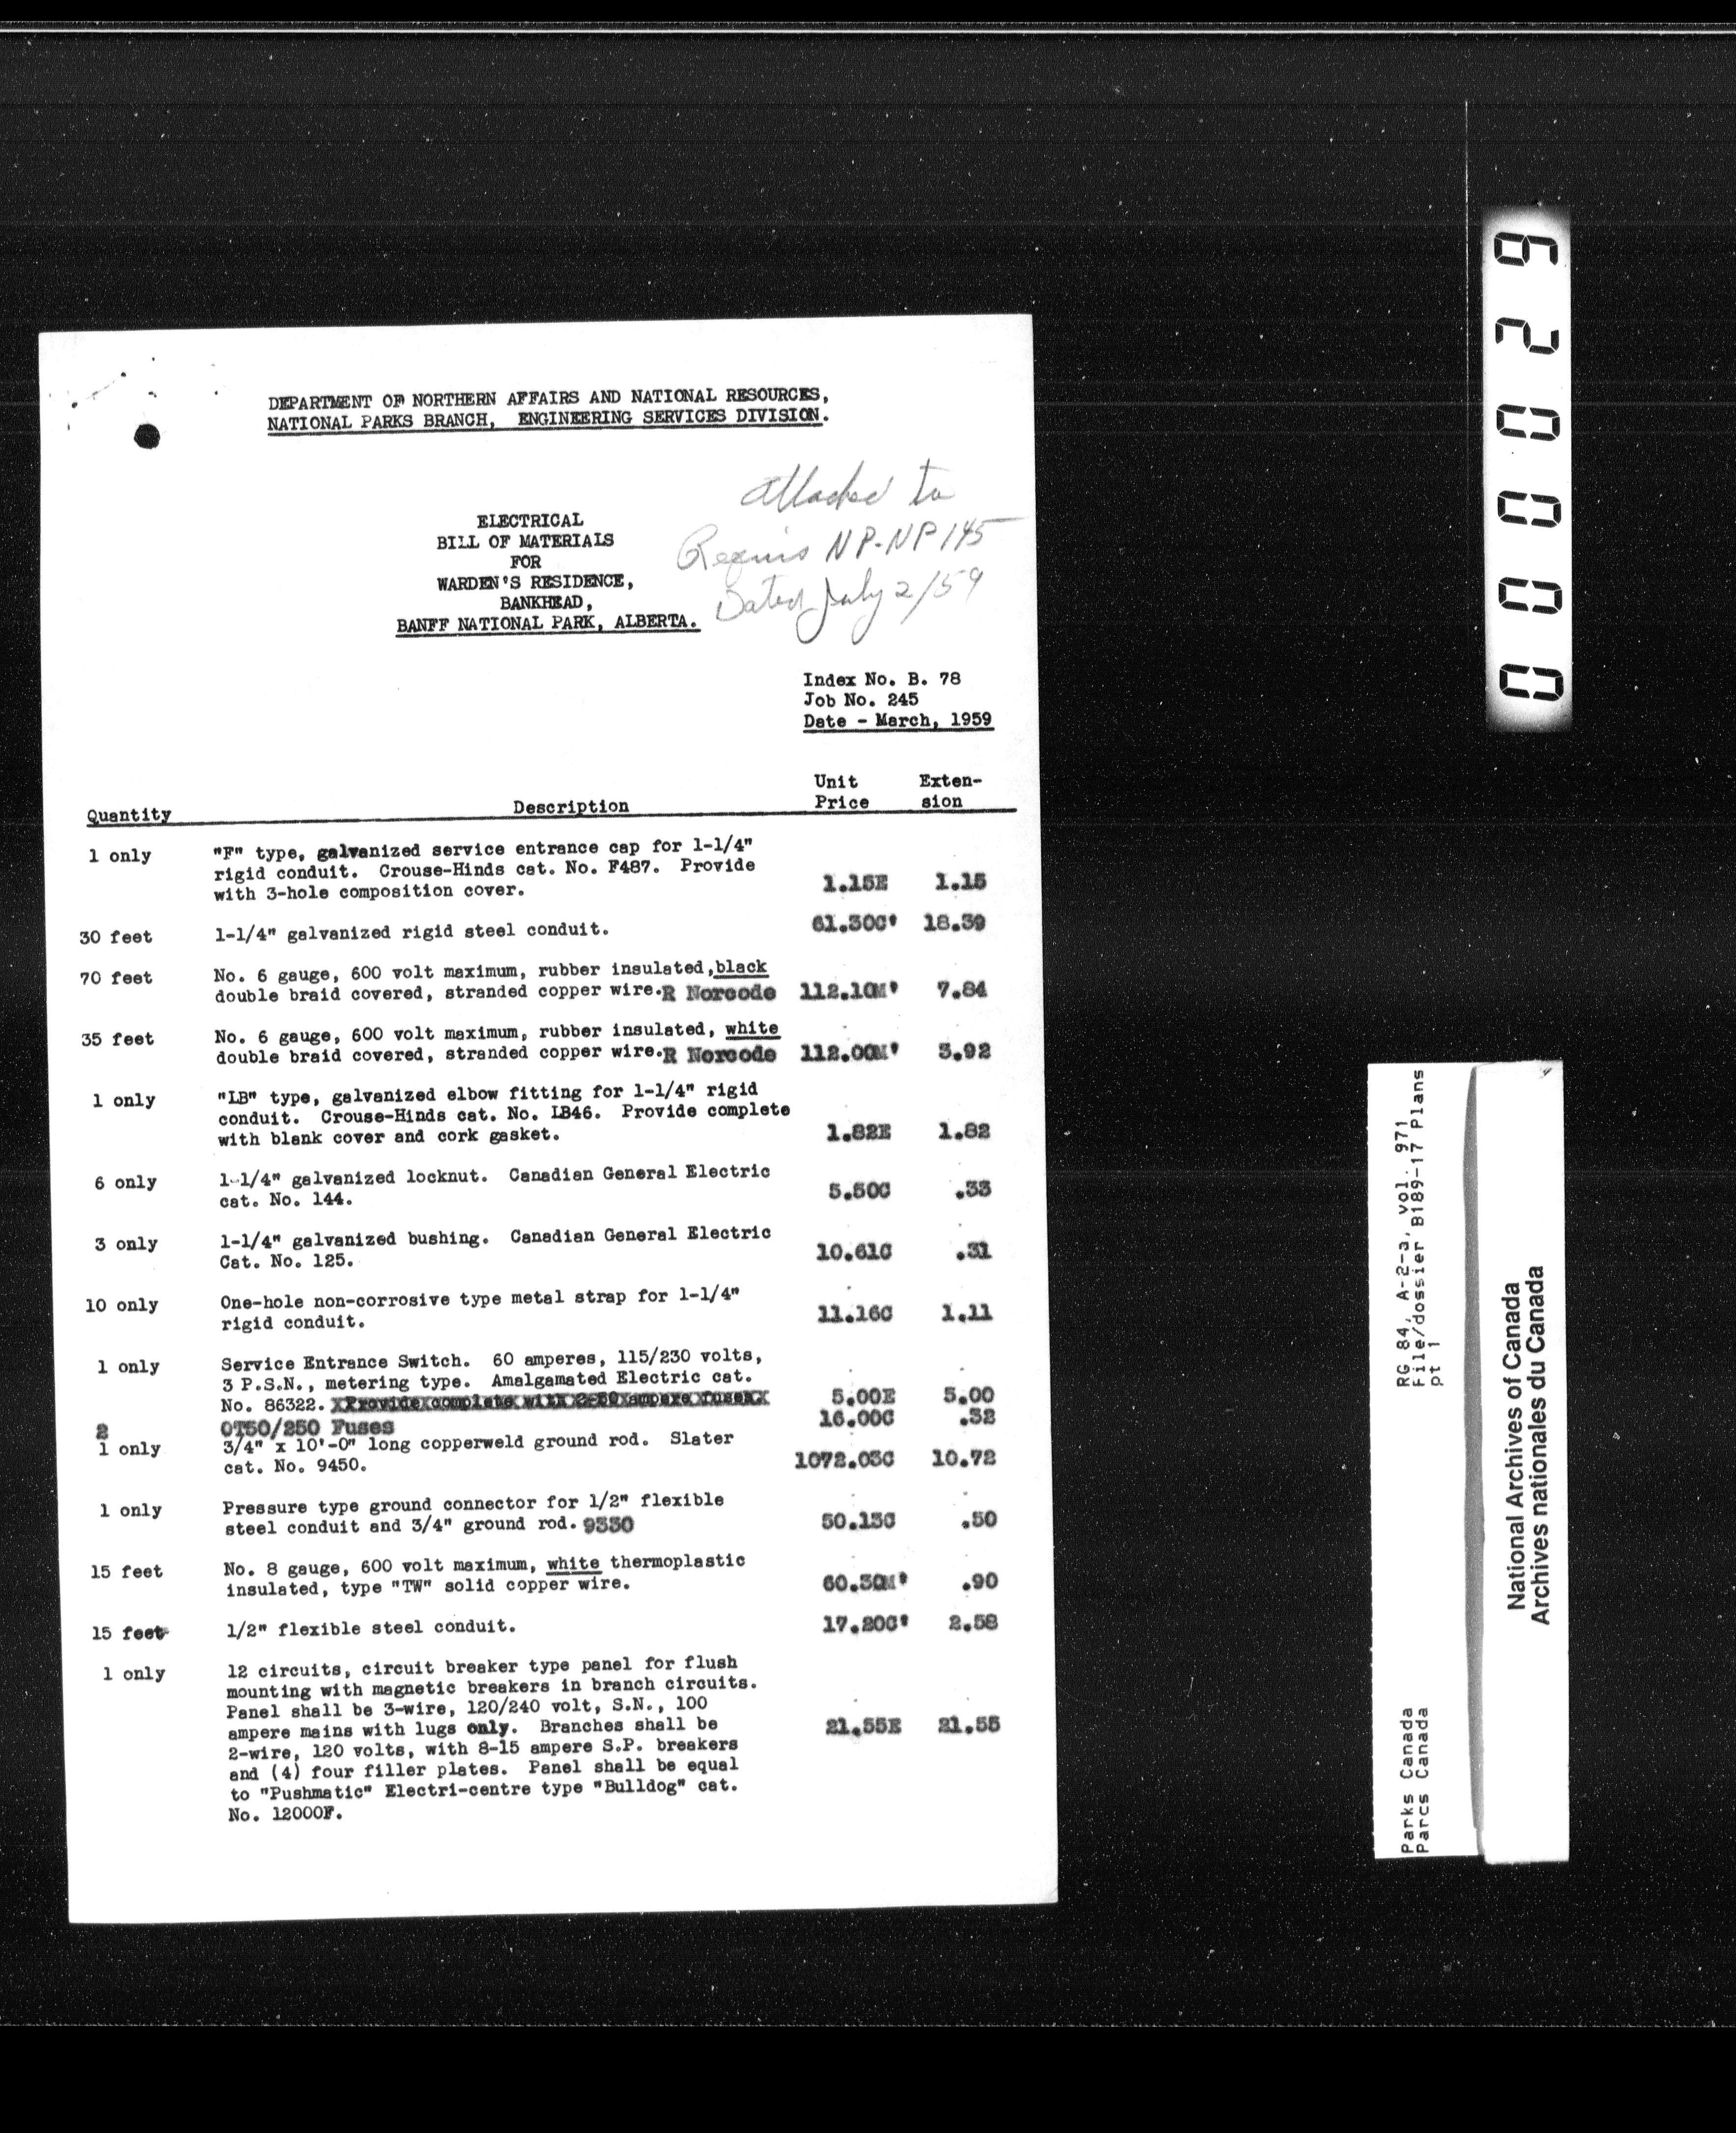 DEPARTMENT OF NORTHERN AFFAIRS AND NATIONAL RESOURCES,
NATIONAL PARKS BRANCH, ENGINEERING SERVICES DIVISION.
attached to
Requis NP-NP145
Dated July 2/59
ELECTRICAL
BILL OF MATERIALS
FOR
WARDEN'S RESIDENCE,
BANKHEAD,
BANFF NATIONAL PARK, ALBERTA.
Index No. B. 78
Job No. 245
Date - March, 1959
Quantity Description Unit Price Exten-sion
1 only "F" type, galvanized service entrance cap for 1-1/4"
rigid conduit. Crouse-Hinds cat. No. F487. Provide
with 3-hole composition cover. 1.15E 1.15
30 feet 1-1/4" galvanized rigid steel conduit. 61.30C' 18.39
70 feet No. 6 gauge, 600 volt maximum, rubber insulated,black
double braid covered, stranded copper wire.R Norcode 112.10M' 7.84
35 feet No. 6 gauge, 600 volt maximum, rubber insulated, white
double braid covered, stranded copper wire.R Norcode 112.00M' 3.92
1 only "LB" type, galvanized elbow fitting for 1-1/4" rigid
conduit. Crouse-Hinds cat. No. LB46. Provide complete
with blank cover and cork gasket. 1.82E 1.82
6 only 1-1/4" galvanized locknut. Canadian General Electric
cat. No. 144. 5.50C .33
3 only 1-1/4" galvanized bushing. Canadian General Electric
Cat. No. 125. 10.61C .31
10 only One-hole non-corrosive type metal strap for 1-1/4"
rigid conduit. 11.16C 1.11
1 only Service Entrance Switch. 60 amperes, 115/230 volts,
3 P.S.N., metering type. Amalgamated Electric cat.
No. 86322. Provide complete with 2-50 ampere fuses. 5.00E 5.00
2 OT50/250 Fuses 16.00C .32
1 only 3/4" x 10'-0" long copperweld ground rod. Slater
cat. No. 9450. 1072.03C 10.72
1 only Pressure type ground connector for 1/2" flexible
steel conduit and 3/4" ground rod. 9330 50.13C .50
15 feet No. 8 gauge, 600 volt maximum, white thermoplastic
insulated, type "TW" solid copper wire. 60.30M' .90
15 feet 1/2" flexible steel conduit. 17.20C' 2.58
1 only 12 circuits, circuit breaker type panel for flush
mounting with magnetic breakers in branch circuits.
Panel shall be 3-wire, 120/240 volt, S.N., 100
ampere mains with lugs only. Branches shall be 21.55E 21.55
2-wire, 120 volts, with 8-15 ampere S.P. breakers
and (4) four filler plates. Panel shall be equal
to "Pushmatic" Electri-centre type "Bulldog" cat.
No. 12000F.
000029
RG 84, A-2-a, vol. 971
File/dossier B189-17 Plans
pt 1
Parks Canada
Parcs Canada
National Archives of Canada
Archives nationales du Canada